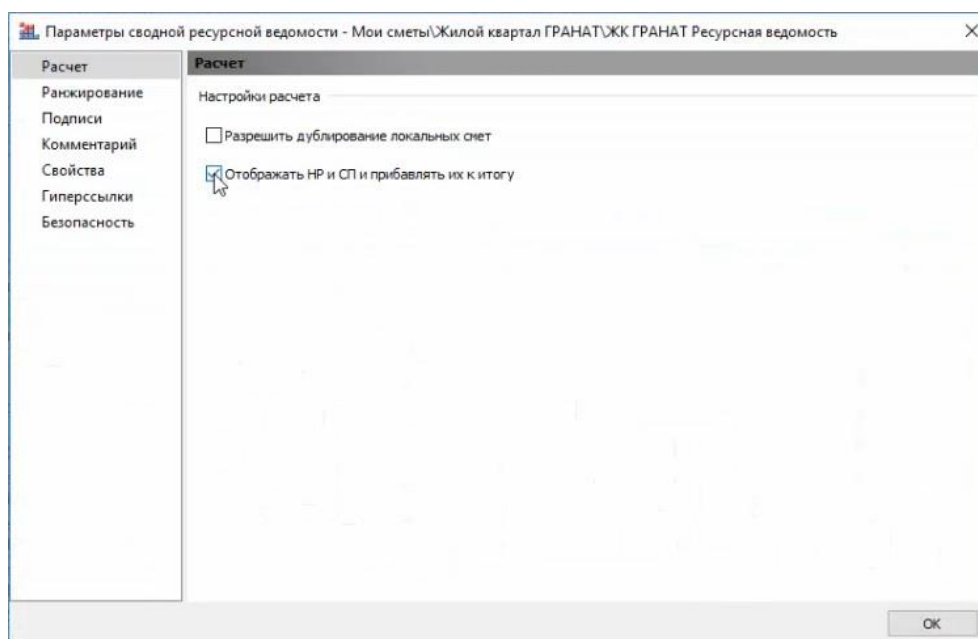 Параметры сводной ресурсной ведомости - Мои сметы\Жилой квартал ГРАНАТ\ЖК ГРАНАТ Ресурсная ведомость
Расчет
Ранжирование
Подписи
Комментарий
Свойства
Гиперссылки
Безопасность
Расчет
Настройки расчета
Разрешить дублирование локальных смет
Отображать НР и СП и прибавлять их к итогу
ОК